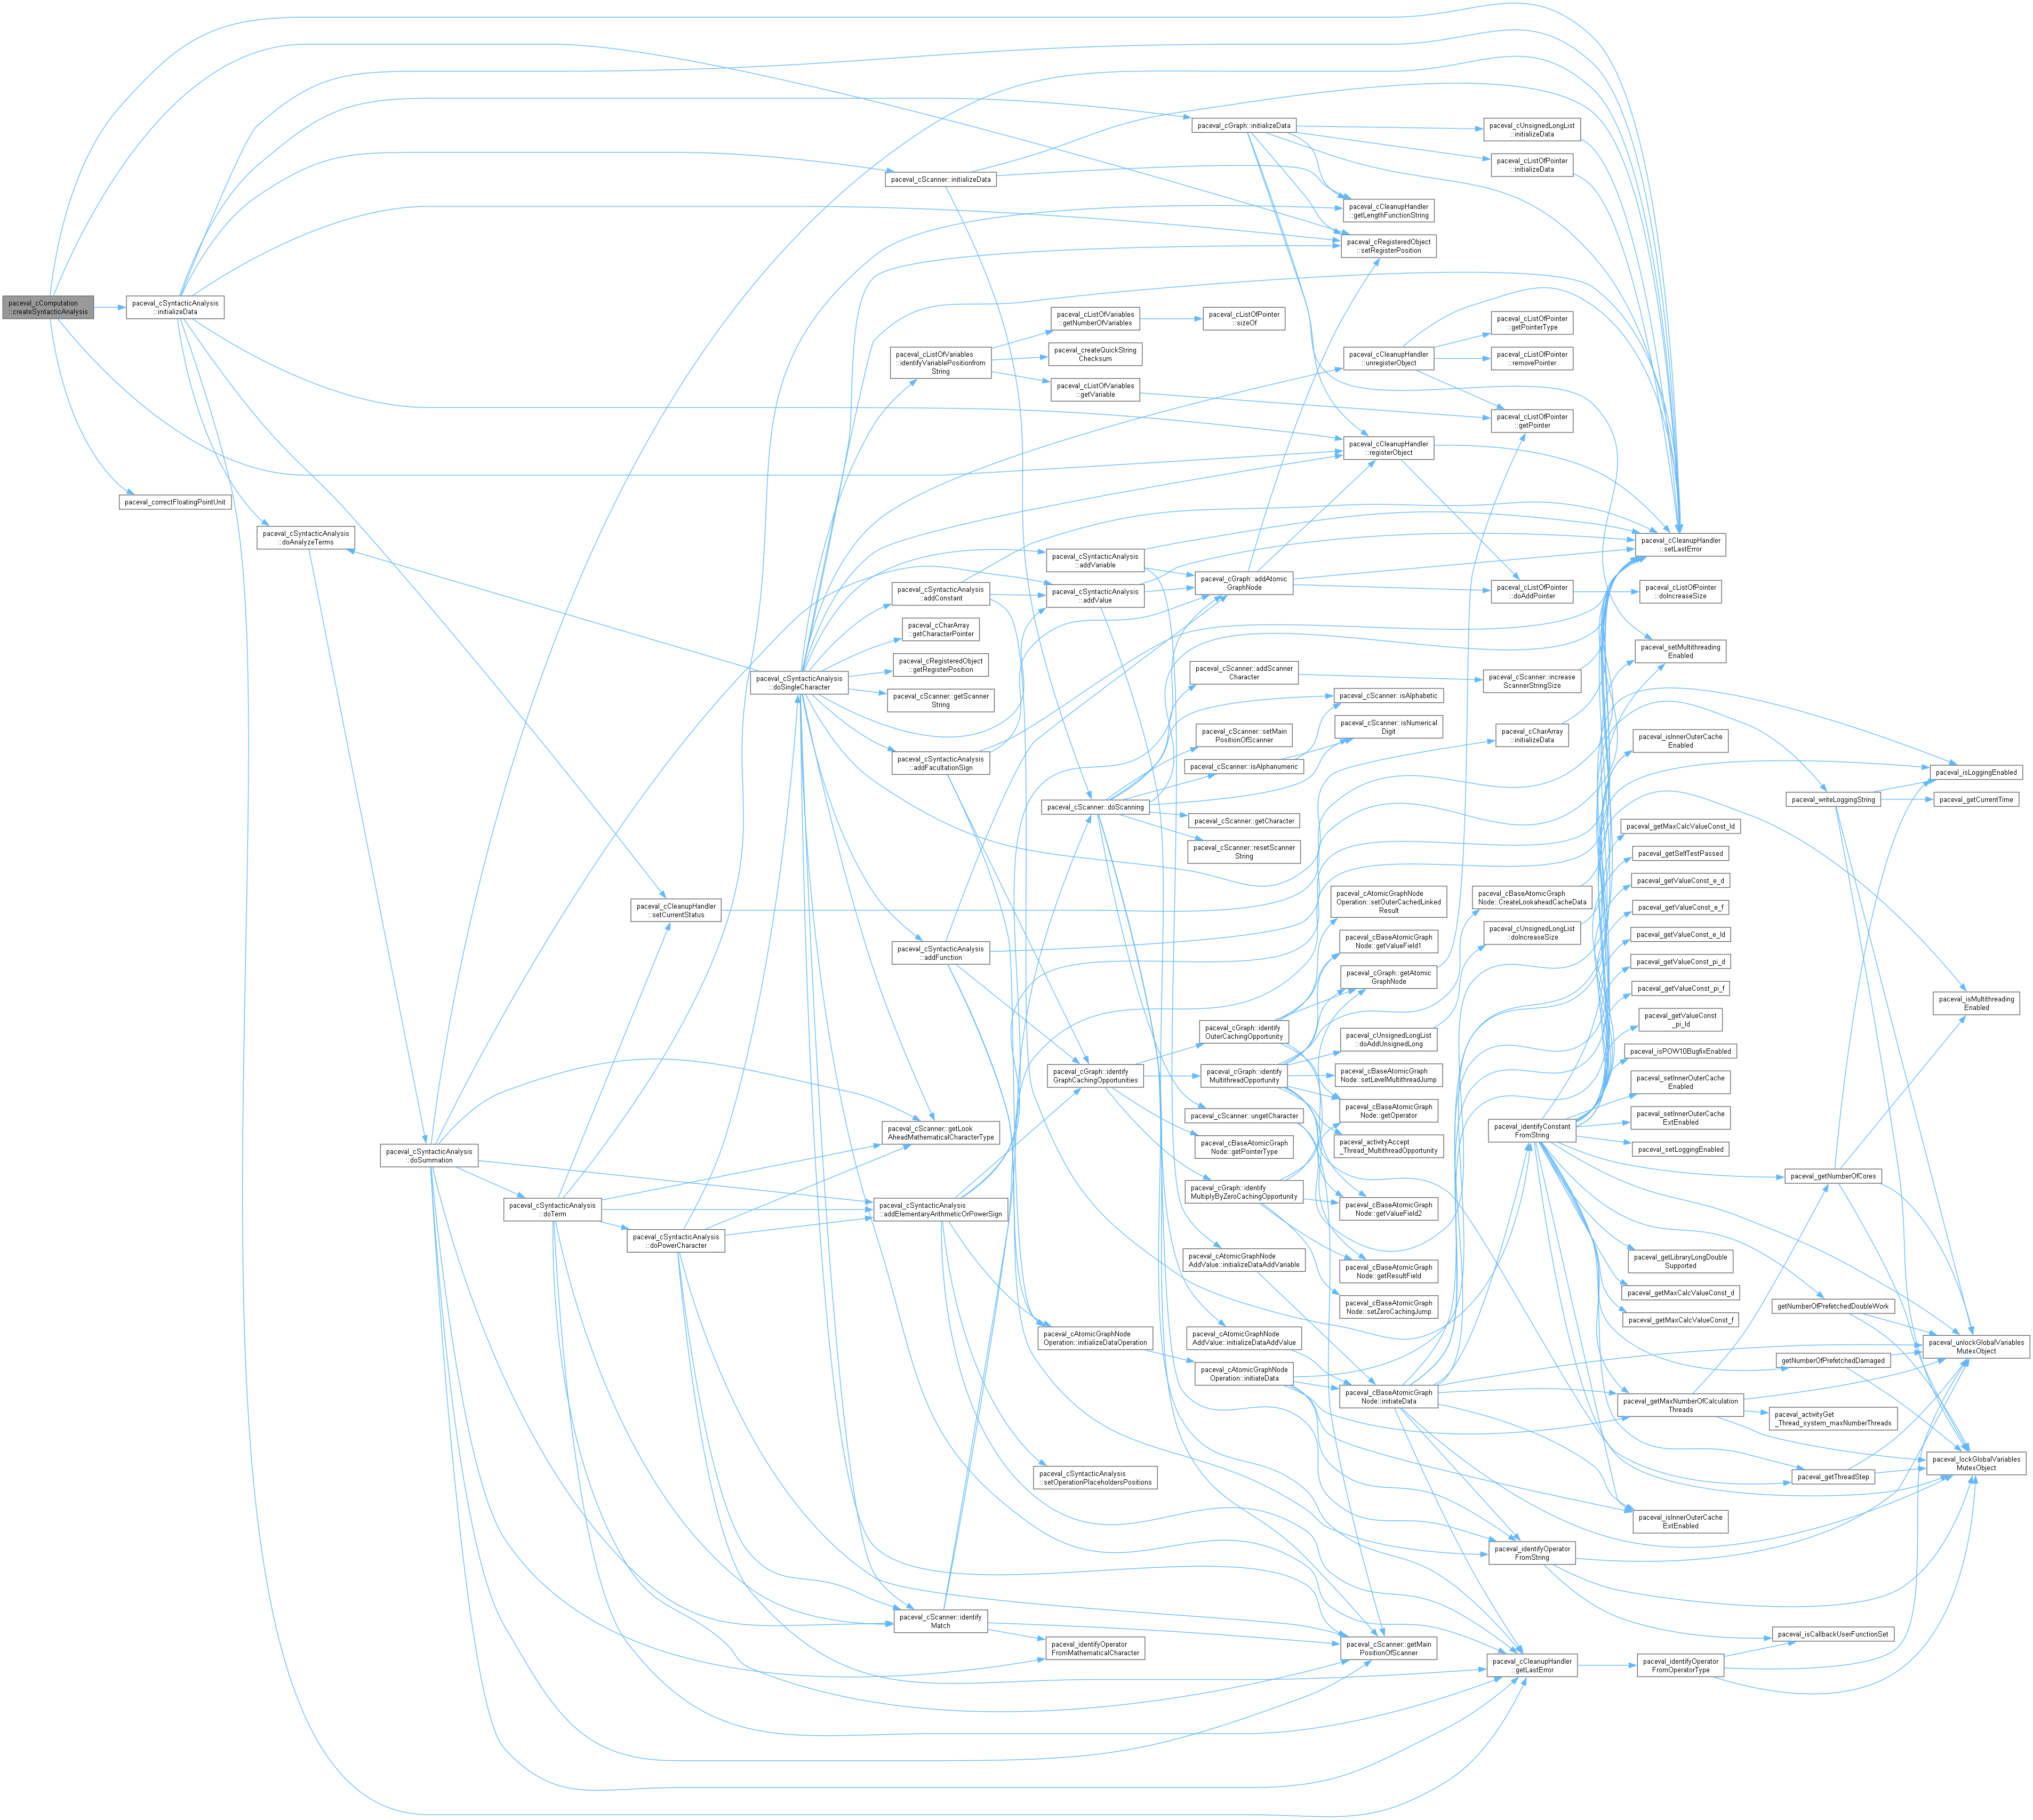 paceval_cComputation
::createSyntacticAnalysis
paceval_cSyntacticAnalysis
::initializeData
paceval_correctFloatingPointUnit
paceval_cSyntacticAnalysis
::doAnalyzeTerms
paceval_cSyntacticAnalysis
::doSummation
paceval_cSyntacticAnalysis
::doTerm
paceval_cCleanupHandler
::setCurrentStatus
paceval_cSyntacticAnalysis
::doPowerCharacter
paceval_cSyntacticAnalysis
::doSingleCharacter
paceval_cScanner::initializeData
paceval_cListOfVariables
::identifyVariablePositionfrom
String
paceval_cSyntacticAnalysis
::addConstant
paceval_cCharArray
::getCharacterPointer
paceval_cRegisteredObject
::getRegisterPosition
paceval_cScanner::getScanner
String
paceval_cSyntacticAnalysis
::addFacultationSign
paceval_cSyntacticAnalysis
::addFunction
paceval_cScanner::getLook
AheadMathematicalCharacterType
paceval_cSyntacticAnalysis
::addElementaryArithmeticOrPowerSign
paceval_cScanner::identify
Match
paceval_cListOfVariables
::getNumberOfVariables
paceval_createQuickString
Checksum
paceval_cListOfVariables
::getVariable
paceval_cSyntacticAnalysis
::addVariable
paceval_cSyntacticAnalysis
::addValue
paceval_cScanner::doScanning
paceval_cGraph::identify
GraphCachingOpportunities
paceval_cAtomicGraphNode
Operation::initializeDataOperation
paceval_cSyntacticAnalysis
::setOperationPlaceholdersPositions
paceval_identifyOperator
FromMathematicalCharacter
paceval_cGraph::initializeData
paceval_cListOfPointer
::sizeOf
paceval_cGraph::addAtomic
GraphNode
paceval_cScanner::addScanner
Character
paceval_cScanner::setMain
PositionOfScanner
paceval_cScanner::isAlphanumeric
paceval_cScanner::getCharacter
paceval_cScanner::resetScanner
String
paceval_cGraph::identify
OuterCachingOpportunity
paceval_cGraph::identify
MultithreadOpportunity
paceval_cScanner::ungetCharacter
paceval_cBaseAtomicGraph
Node::getPointerType
paceval_cGraph::identify
MultiplyByZeroCachingOpportunity
paceval_cAtomicGraphNode
AddValue::initializeDataAddVariable
paceval_cAtomicGraphNode
AddValue::initializeDataAddValue
paceval_cAtomicGraphNode
Operation::initiateData
paceval_cCleanupHandler
::getLengthFunctionString
paceval_cRegisteredObject
::setRegisterPosition
paceval_cCleanupHandler
::unregisterObject
paceval_cCleanupHandler
::registerObject
paceval_cScanner::isAlphabetic
paceval_cScanner::isNumerical
Digit
paceval_cAtomicGraphNode
Operation::setOuterCachedLinked
Result
paceval_cBaseAtomicGraph
Node::getValueField1
paceval_cGraph::getAtomic
GraphNode
paceval_cUnsignedLongList
::doAddUnsignedLong
paceval_cBaseAtomicGraph
Node::setLevelMultithreadJump
paceval_cBaseAtomicGraph
Node::getOperator
paceval_activityAccept
_Thread_MultithreadOpportunity
paceval_cBaseAtomicGraph
Node::getValueField2
paceval_cBaseAtomicGraph
Node::getResultField
paceval_cBaseAtomicGraph
Node::setZeroCachingJump
paceval_cBaseAtomicGraph
Node::initiateData
paceval_cScanner::getMain
PositionOfScanner
paceval_cUnsignedLongList
::initializeData
paceval_cListOfPointer
::initializeData
paceval_cListOfPointer
::getPointerType
paceval_cListOfPointer
::removePointer
paceval_cListOfPointer
::getPointer
paceval_cListOfPointer
::doAddPointer
paceval_cScanner::increase
ScannerStringSize
paceval_cCharArray
::initializeData
paceval_cBaseAtomicGraph
Node::CreateLookaheadCacheData
paceval_cUnsignedLongList
::doIncreaseSize
paceval_identifyConstant
FromString
paceval_identifyOperator
FromString
paceval_cCleanupHandler
::getLastError
paceval_cCleanupHandler
::setLastError
paceval_cListOfPointer
::doIncreaseSize
paceval_setMultithreading
Enabled
paceval_isInnerOuterCache
Enabled
paceval_getMaxCalcValueConst_ld
paceval_getSelfTestPassed
paceval_getValueConst_e_d
paceval_getValueConst_e_f
paceval_getValueConst_e_ld
paceval_getValueConst_pi_d
paceval_getValueConst_pi_f
paceval_getValueConst
_pi_ld
paceval_isPOW10BugfixEnabled
paceval_setInnerOuterCache
Enabled
paceval_setInnerOuterCache
ExtEnabled
paceval_setLoggingEnabled
paceval_getLibraryLongDouble
Supported
paceval_getMaxCalcValueConst_d
paceval_getMaxCalcValueConst_f
paceval_getMaxNumberOfCalculation
Threads
paceval_isInnerOuterCache
ExtEnabled
paceval_identifyOperator
FromOperatorType
paceval_writeLoggingString
paceval_getNumberOfCores
getNumberOfPrefetchedDoubleWork
getNumberOfPrefetchedDamaged
paceval_activityGet
_Thread_system_maxNumberThreads
paceval_getThreadStep
paceval_isCallbackUserFunctionSet
paceval_isLoggingEnabled
paceval_getCurrentTime
paceval_isMultithreading
Enabled
paceval_unlockGlobalVariables
MutexObject
paceval_lockGlobalVariables
MutexObject